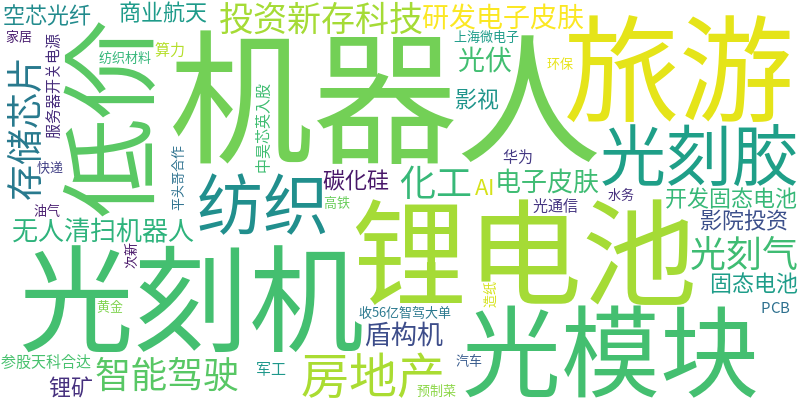 空芯光纤
商业航天
投资新存科技
研发电子皮肤
旅游
家居
纺织材料
算力
上海微电子
光伏
环保
机器人
低价
服务器开关电源
存储芯片
影视
中昊芯英入股
光刻胶
快递
平头哥合作
纺织
碳化硅
华为
化工
AI
电子皮肤
水务
开发固态电池
油气
高铁
光通信
影院投资
无人清扫机器人
锂电池
次新
光刻机
光刻气
固态电池
造纸
黄金
收56亿智驾大单
PCB
盾构机
光模块
参股天科合达
智能驾驶
军工
房地产
汽车
锂矿
预制菜